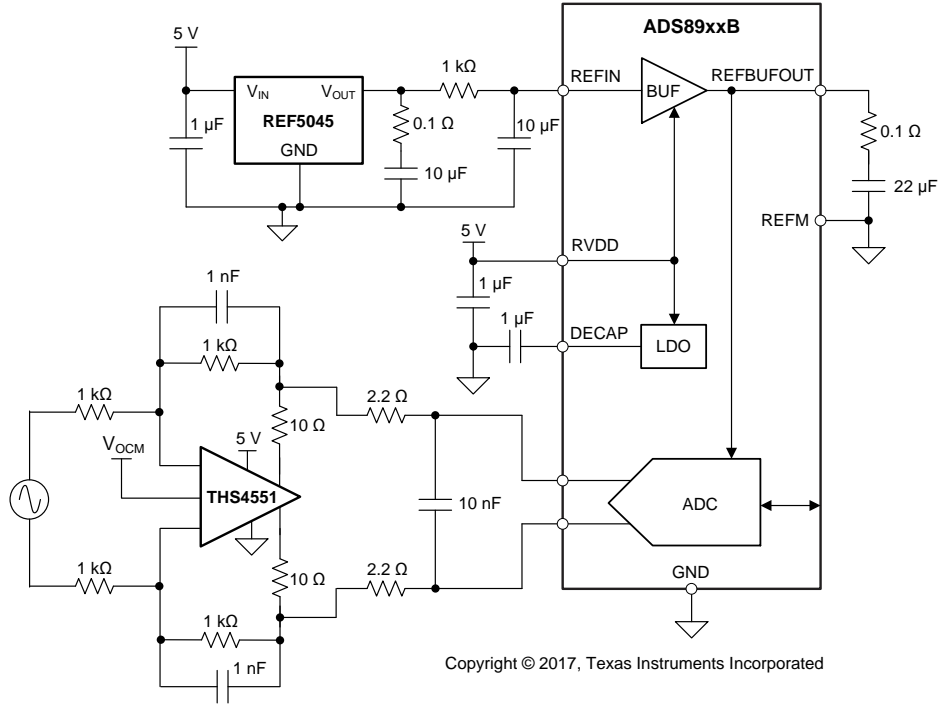 ADS89xxB
5 V
1 kΩ
REFIN
REFBUFOUT
VIN
VOUT
BUF
REF5045
1 µF
0.1 Ω
10 µF
0.1 Ω
GND
10 µF
22 µF
REFM
5 V
RVDD
1 nF
1 µF
1 µF
DECAP
LDO
1 kΩ
1 kΩ
2.2 Ω
10 Ω
VOCM
5 V
THS4551
10 nF
ADC
1 kΩ
10 Ω
2.2 Ω
GND
1 kΩ
1 nF
Copyright © 2017, Texas Instruments Incorporated